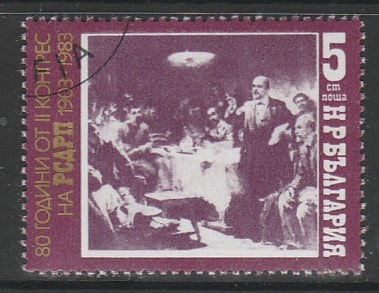 80 ГОДИНИ ОТ II КОНГРЕС
НА РСДРП 1903-1983
5
ст
поща
НР БЪЛГАРИЯ